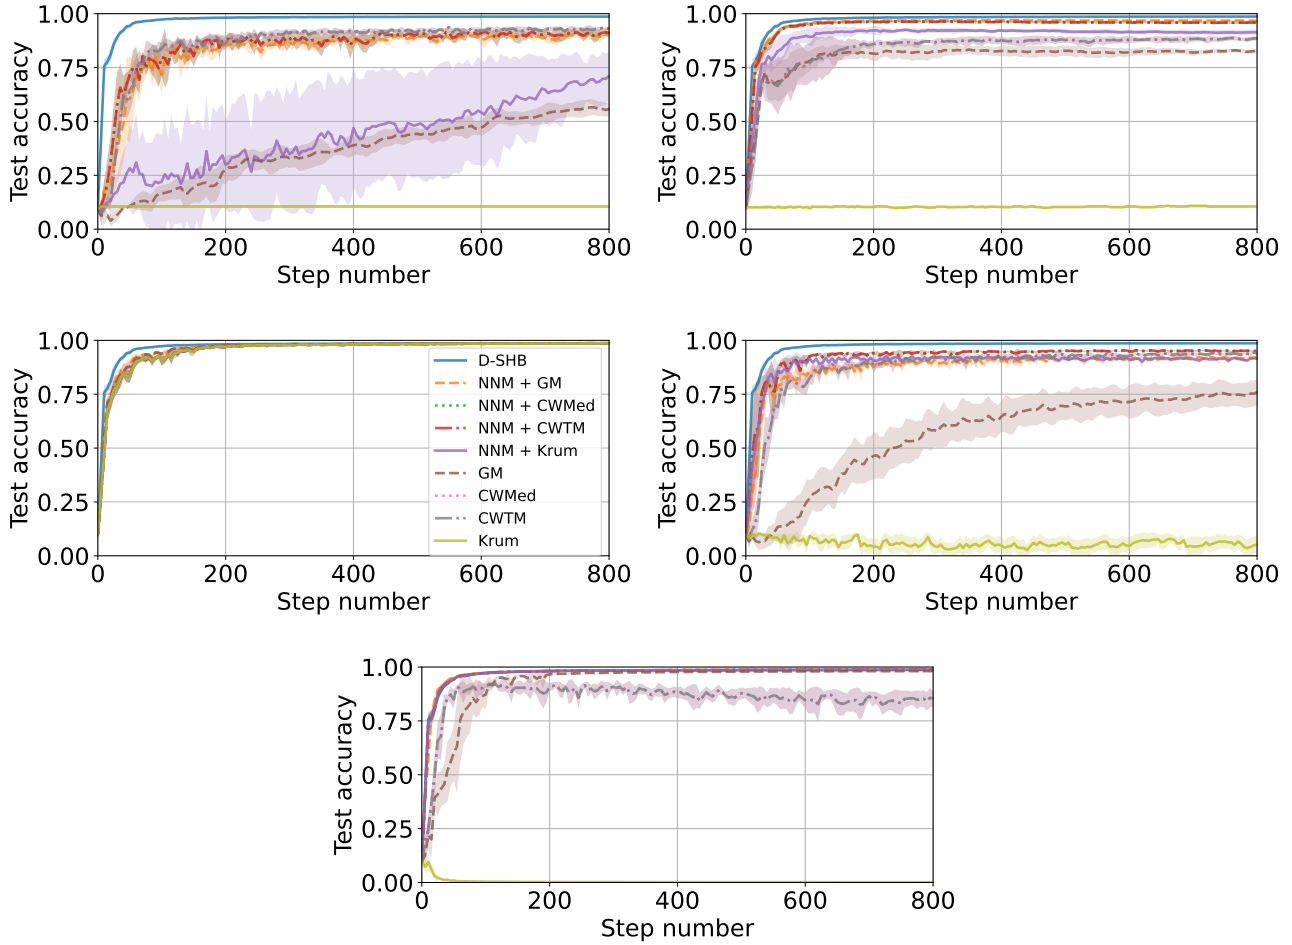 1.00
0.75
0.50
0.25
0.00
Test accuracy
0 200 400 600 800
Step number
1.00
0.75
0.50
0.25
0.00
Test accuracy
0 200 400 600 800
Step number
1.00
0.75
0.50
0.25
0.00
Test accuracy
D-SHB
NNM + GM
NNM + CWMed
NNM + CWTM
NNM + Krum
GM
CWMed
CWTM
Krum
0 200 400 600 800
Step number
1.00
0.75
0.50
0.25
0.00
Test accuracy
0 200 400 600 800
Step number
1.00
0.75
0.50
0.25
0.00
Test accuracy
0 200 400 600 800
Step number